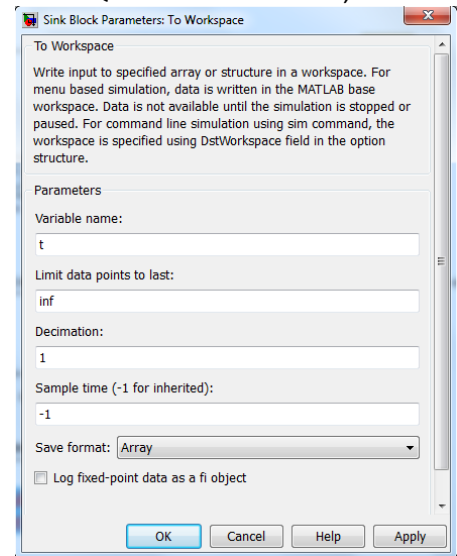 Sink Block Parameters: To Workspace
To Workspace
Write input to specified array or structure in a workspace. For
menu based simulation, data is written in the MATLAB base
workspace. Data is not available until the simulation is stopped or
paused. For command line simulation using sim command, the
workspace is specified using DstWorkspace field in the option
structure.
Parameters
Variable name:
t
Limit data points to last:
inf
Decimation:
1
Sample time (-1 for inherited):
-1
Save format: Array
Log fixed-point data as a fi object
OK Cancel Help Apply